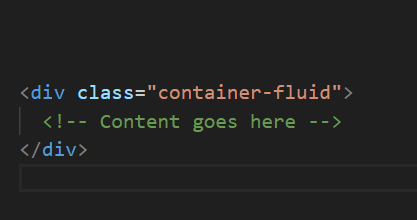 <div class="container-fluid">
  <!-- Content goes here -->
</div>